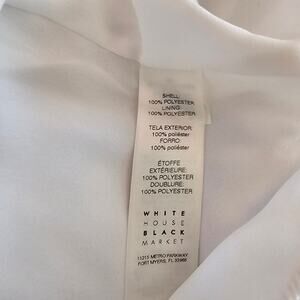 SHELL:
100% POLYESTER
LINING:
100% POLYESTER
TELA EXTERIOR:
100% poliéster
FORRO:
100% poliéster
ÉTOFFE
EXTÉRIEURE:
100% POLYESTER
DOUBLURE:
100% POLYESTER
WHITE
HOUSE
BLACK
MARKET
11215 METRO PARKWAY
FORT MYERS, FL 33966